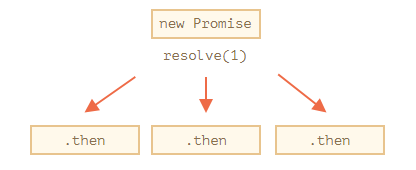 new Promise
resolve(1)
.then .then .then